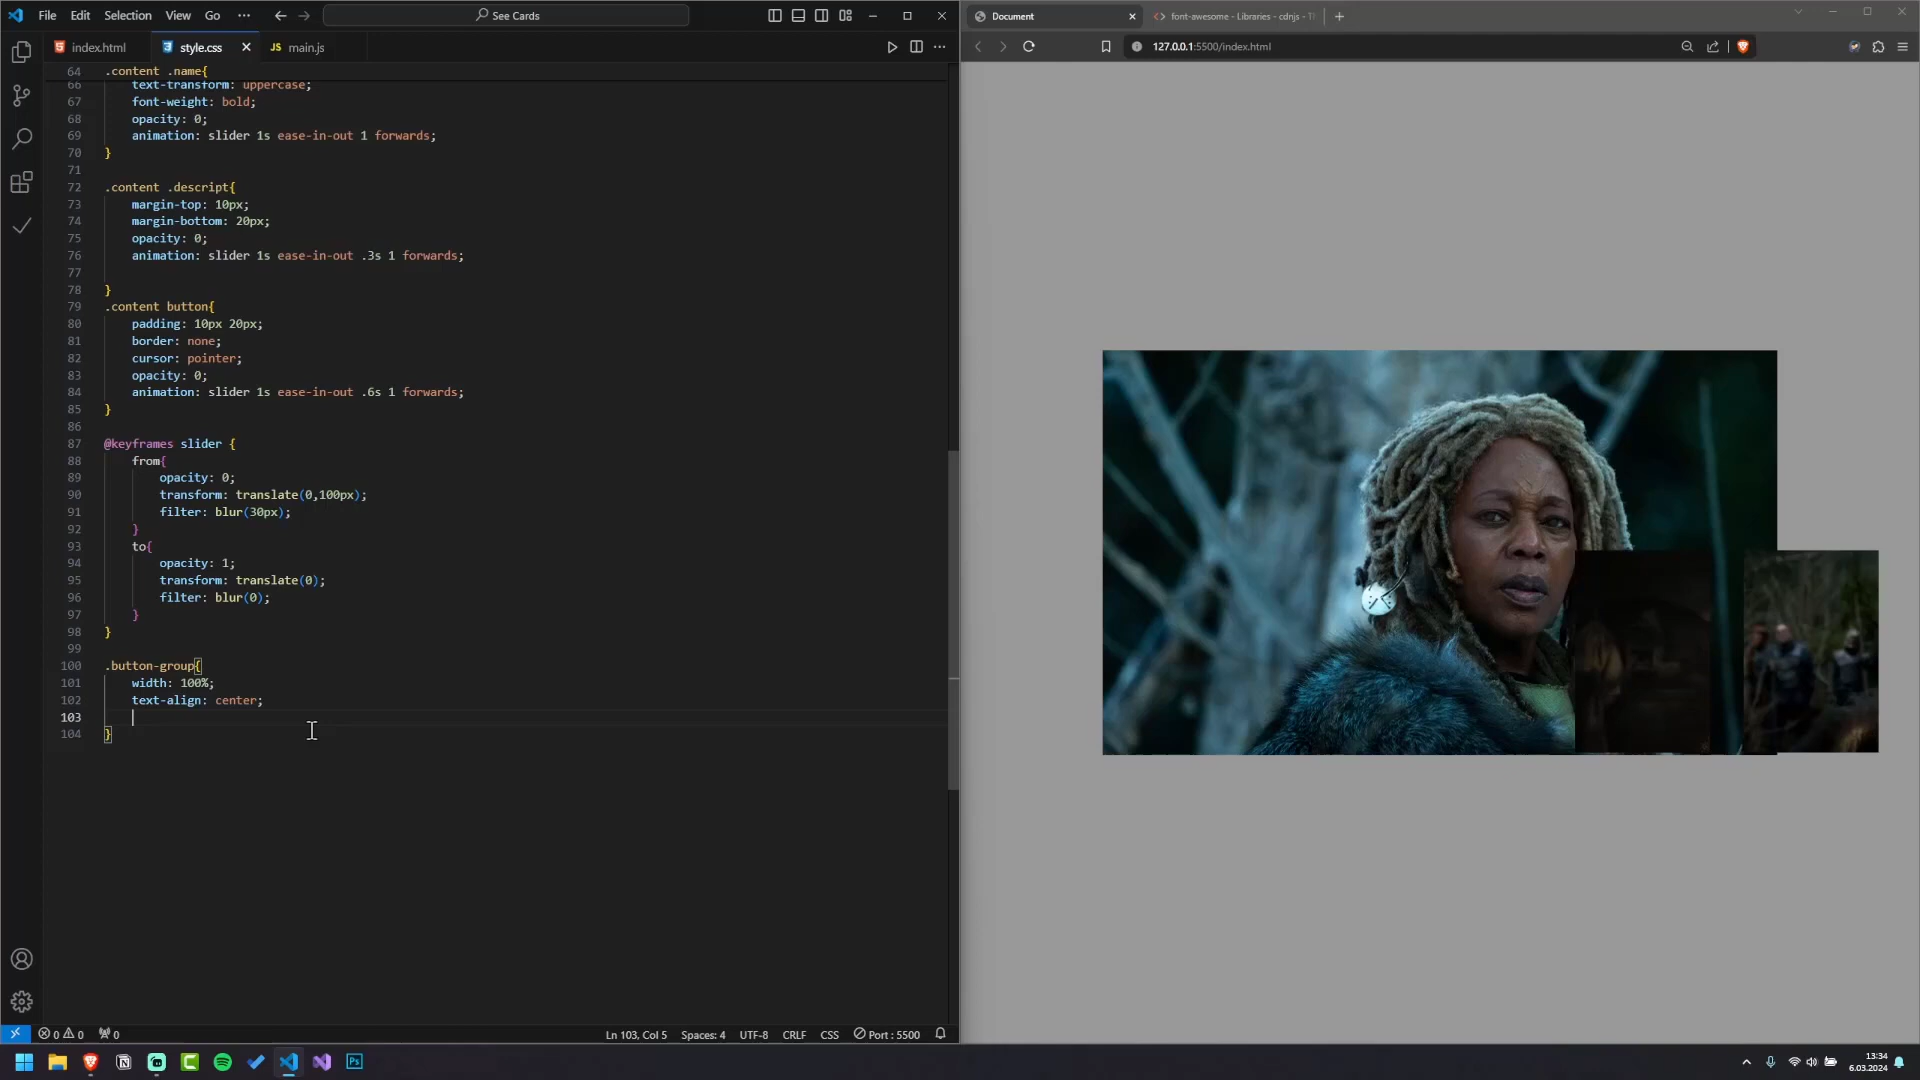 File Edit Selection View Go ··· See Cards
Document font-awesome - Libraries - cdnjs - T
index.html style.css main.js
127.0.0.1:5500/index.html
64 .content .name{
66 text-transform: uppercase;
67 font-weight: bold;
68 opacity: 0;
69 animation: slider 1s ease-in-out 1 forwards;
70 }
71
72 .content .descript{
73 margin-top: 10px;
74 margin-bottom: 20px;
75 opacity: 0;
76 animation: slider 1s ease-in-out .3s 1 forwards;
77
78 }
79 .content button{
80 padding: 10px 20px;
81 border: none;
82 cursor: pointer;
83 opacity: 0;
84 animation: slider 1s ease-in-out .6s 1 forwards;
85 }
86
87 @keyframes slider {
88 from{
89 opacity: 0;
90 transform: translate(0,100px);
91 filter: blur(30px);
92 }
93 to{
94 opacity: 1;
95 transform: translate(0);
96 filter: blur(0);
97 }
98 }
99
100 .button-group{
101 width: 100%;
102 text-align: center;
103
104 }
0 0 0 Ln 103, Col 5 Spaces: 4 UTF-8 CRLF CSS Port : 5500
13:34
6.03.2024